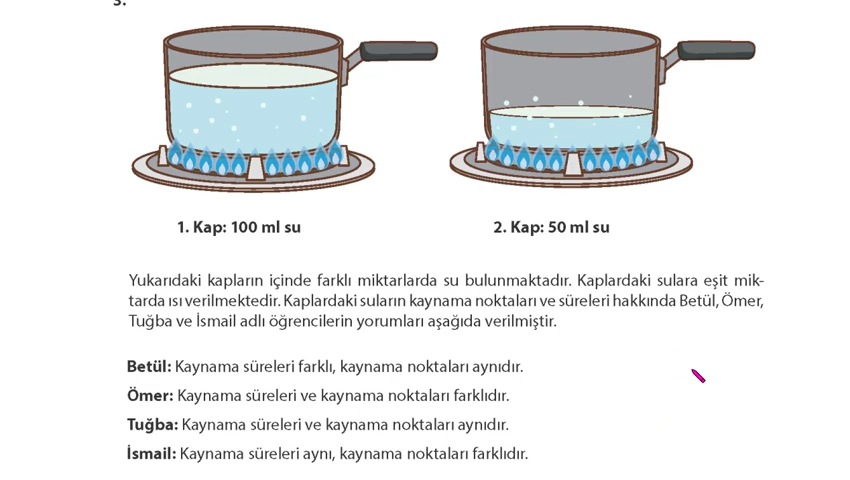 3.
1. Kap: 100 ml su
2. Kap: 50 ml su
Yukarıdaki kapların içinde farklı miktarlarda su bulunmaktadır. Kaplardaki sulara eşit mik-
tarda ısı verilmektedir. Kaplardaki suların kaynama noktaları ve süreleri hakkında Betül, Ömer,
Tuğba ve İsmail adlı öğrencilerin yorumları aşağıda verilmiştir.
Betül: Kaynama süreleri farklı, kaynama noktaları aynıdır.
Ömer: Kaynama süreleri ve kaynama noktaları farklıdır.
Tuğba: Kaynama süreleri ve kaynama noktaları aynıdır.
İsmail: Kaynama süreleri aynı, kaynama noktaları farklıdır.